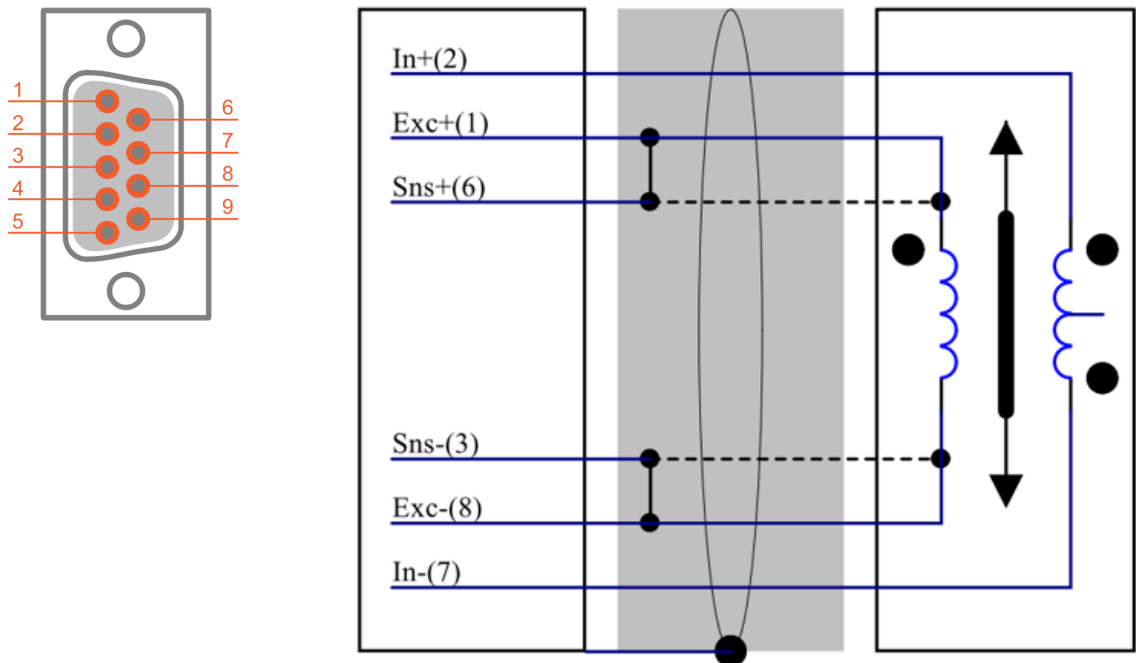 1
2
3
4
5
6
7
8
9
In+(2)
Exc+(1)
Sns+(6)
Sns-(3)
Exc-(8)
In-(7)